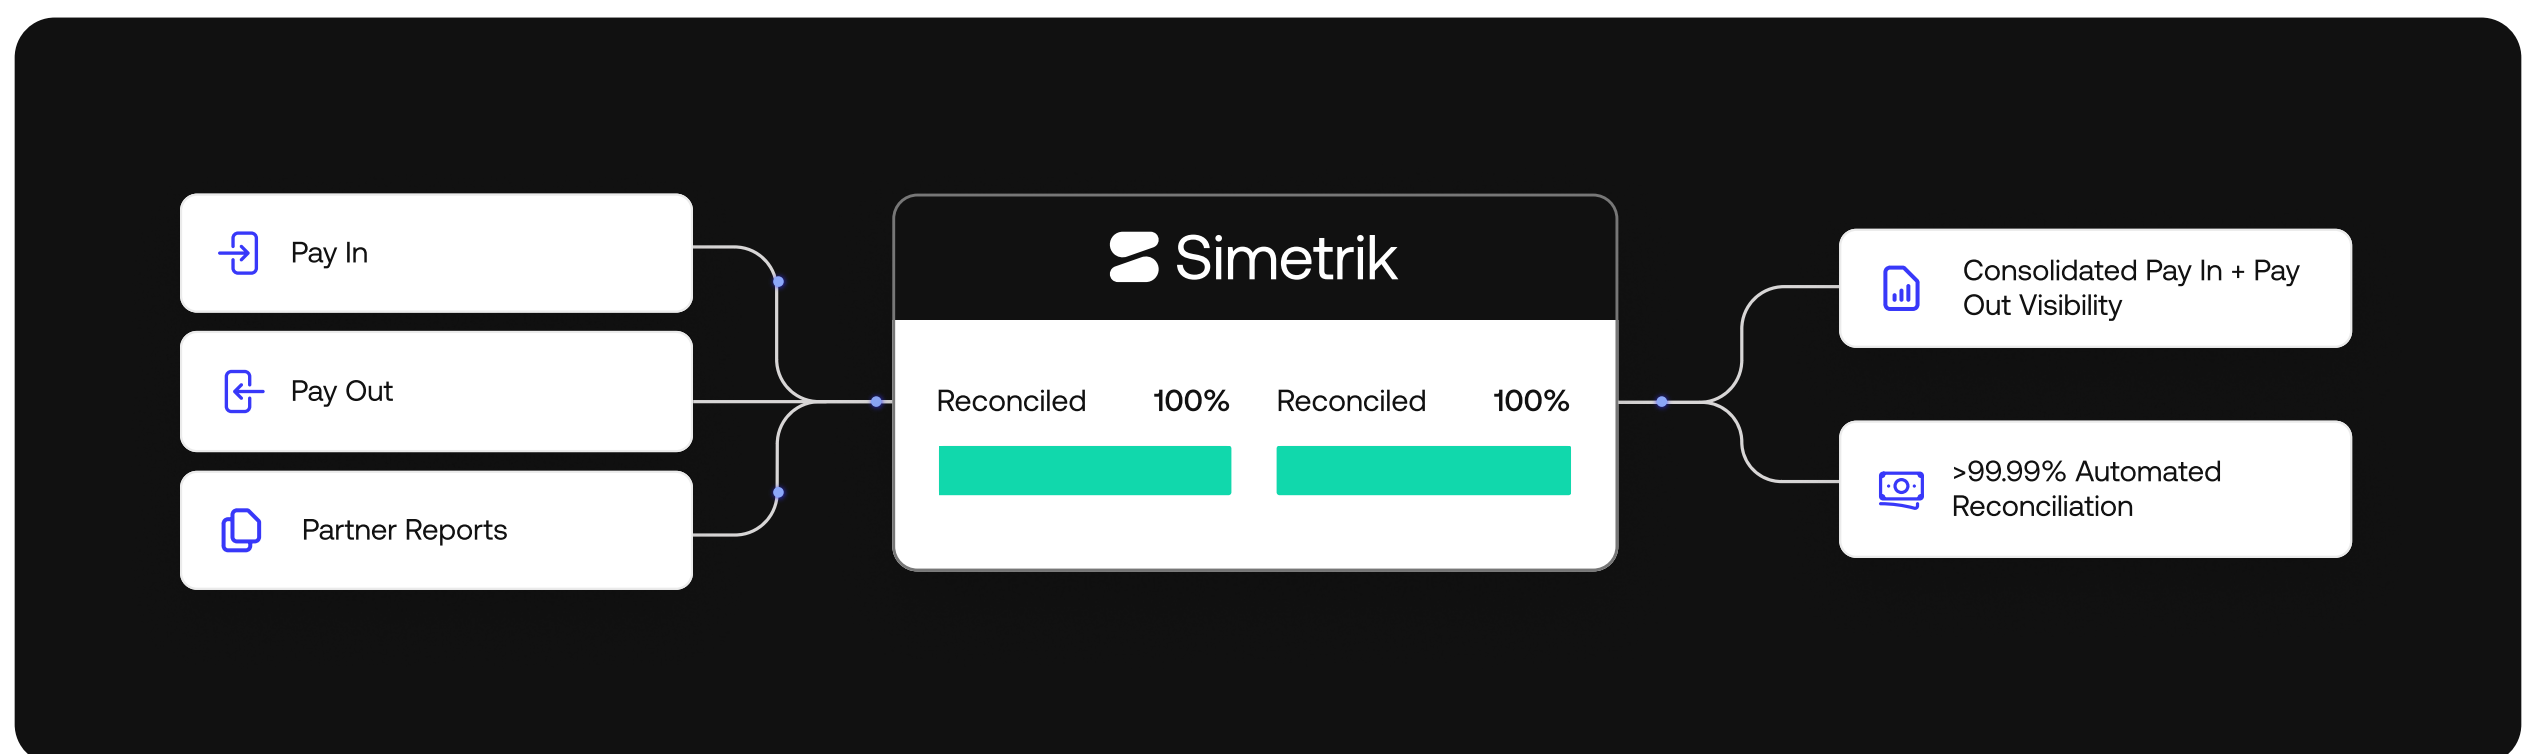 Pay In
Pay Out
Partner Reports
Simetrik
Reconciled 100% Reconciled 100%
Consolidated Pay In + Pay
Out Visibility
>99.99% Automated
Reconciliation